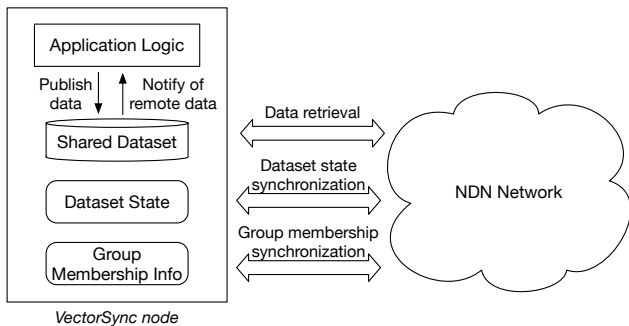 Application Logic
Publish
data
Notify of
remote data
Shared Dataset
Dataset State
Group
Membership Info
VectorSync node
Data retrieval
Dataset state
synchronization
Group membership
synchronization
NDN Network